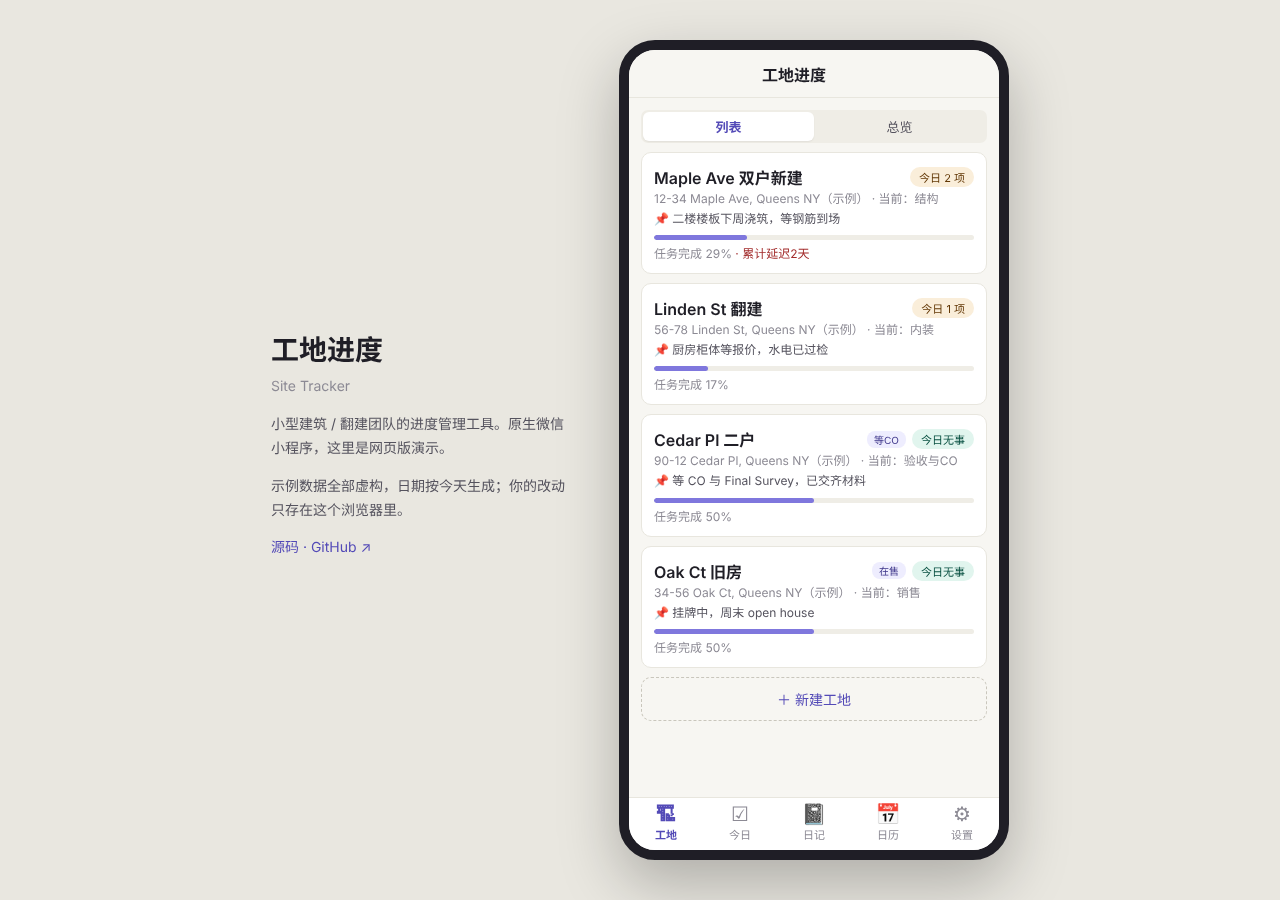 工地进度
Site Tracker
小型建筑 / 翻建团队的进度管理工具。原生微信
小程序，这里是网页版演示。
示例数据全部虚构，日期按今天生成；你的改动
只存在这个浏览器里。
源码 · GitHub ↗
工地进度
列表
总览
Maple Ave 双户新建
今日 2 项
12-34 Maple Ave, Queens NY（示例） · 当前：结构
📌 二楼楼板下周浇筑，等钢筋到场
任务完成 29% · 累计延迟2天
Linden St 翻建
今日 1 项
56-78 Linden St, Queens NY（示例） · 当前：内装
📌 厨房柜体等报价，水电已过检
任务完成 17%
Cedar Pl 二户
等CO
今日无事
90-12 Cedar Pl, Queens NY（示例） · 当前：验收与CO
📌 等 CO 与 Final Survey，已交齐材料
任务完成 50%
Oak Ct 旧房
在售
今日无事
34-56 Oak Ct, Queens NY（示例） · 当前：销售
📌 挂牌中，周末 open house
任务完成 50%
＋ 新建工地
工地
今日
日记
日历
设置